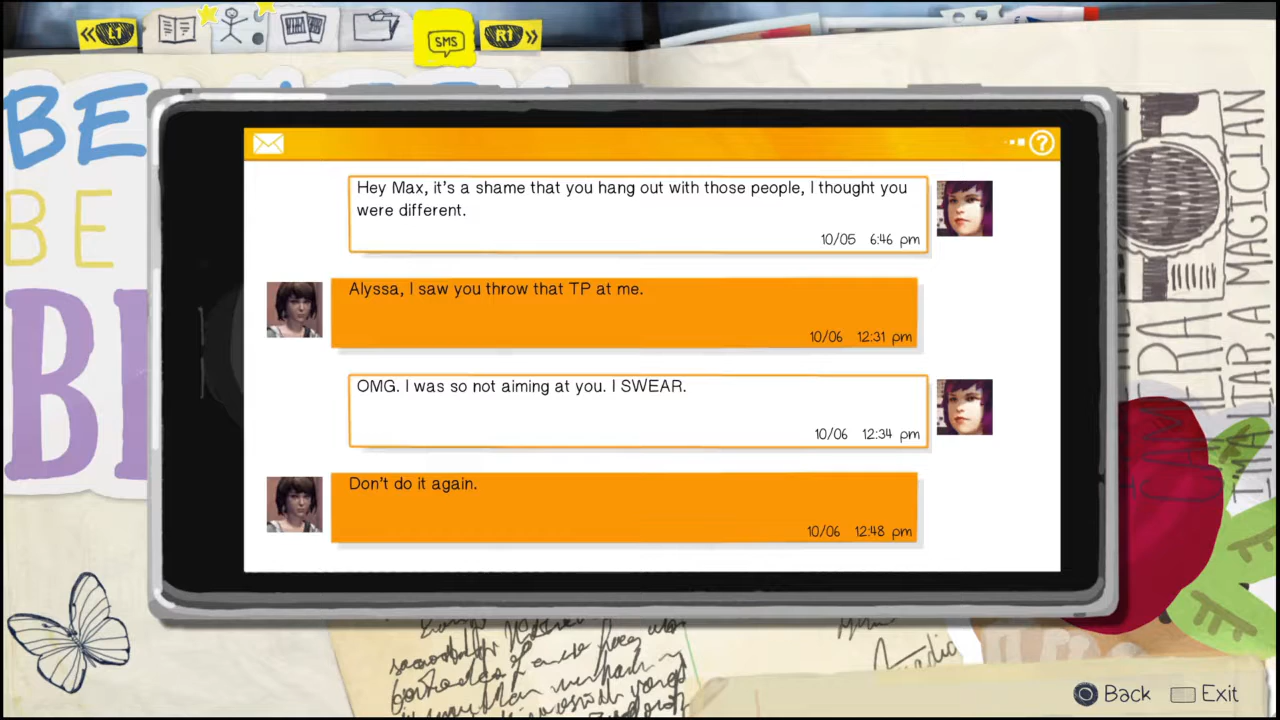 L1
SMS
R1
BE
BE
Hey Max, it's a shame that you hang out with those people, I thought you
were different.
10/05 6:46 pm
Alyssa, I saw you throw that TP at me.
10/06 12:31 pm
OMG. I was so not aiming at you. I SWEAR.
10/06 12:34 pm
Don't do it again.
10/06 12:48 pm
CAMERA
LIAR, A MAGICIAN
Back
Exit